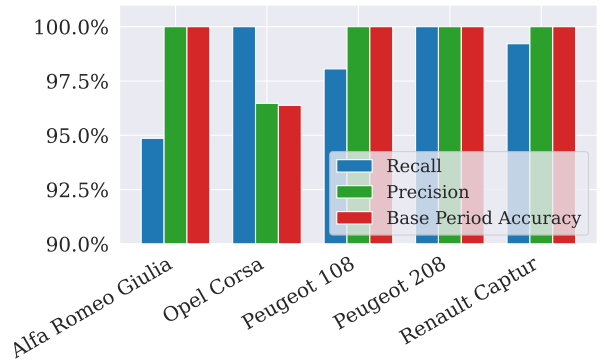 100.0%
97.5%
95.0%
92.5%
90.0%
Recall
Precision
Base Period Accuracy
Alfa Romeo Giulia
Opel Corsa
Peugeot 108
Peugeot 208
Renault Captur